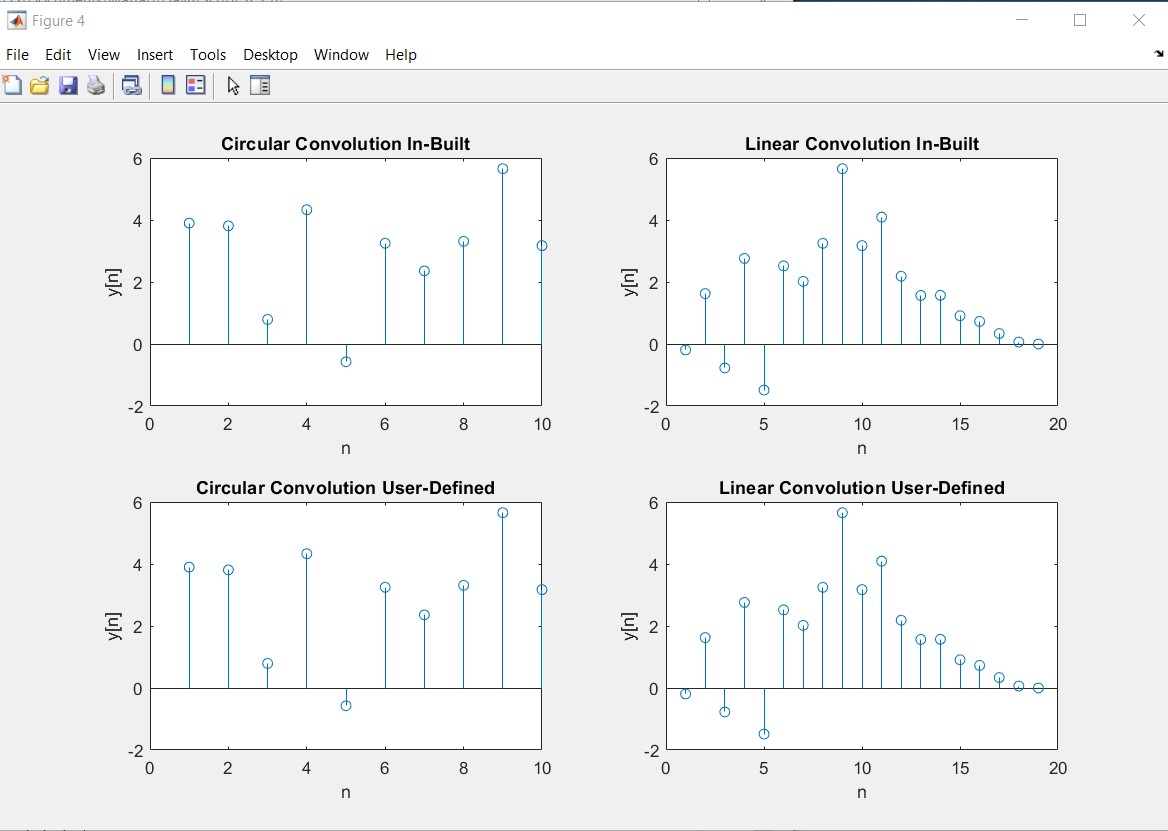 Figure 4
File Edit View Insert Tools Desktop Window Help
Circular Convolution In-Built
6
4
2
0
-2
y[n]
0 2 4 6 8 10
n
Linear Convolution In-Built
6
4
2
0
-2
y[n]
0 5 10 15 20
n
Circular Convolution User-Defined
6
4
2
0
-2
y[n]
0 2 4 6 8 10
n
Linear Convolution User-Defined
6
4
2
0
-2
y[n]
0 5 10 15 20
n